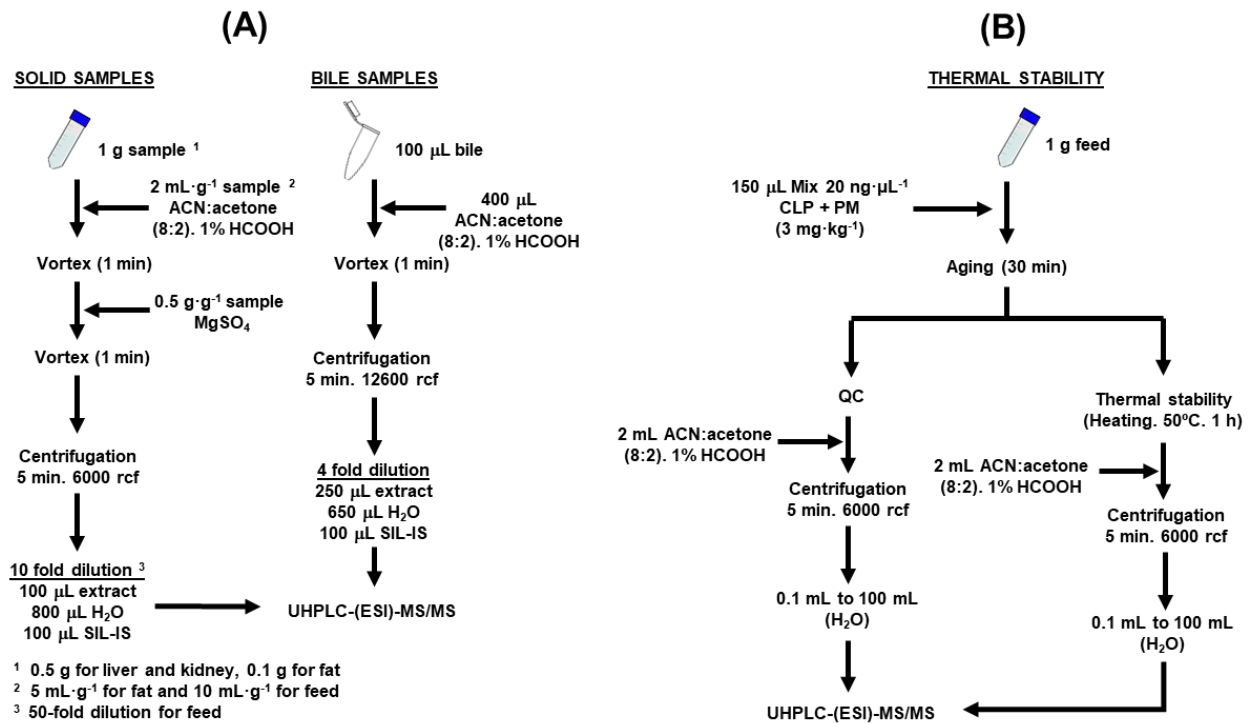 (A)
SOLID SAMPLES
1 g sample ¹
2 mL·g⁻¹ sample ²
ACN:acetone
(8:2). 1% HCOOH
Vortex (1 min)
0.5 g·g⁻¹ sample
MgSO₄
Vortex (1 min)
Centrifugation
5 min. 6000 rcf
10 fold dilution ³
100 µL extract
800 µL H₂O
100 µL SIL-IS
BILE SAMPLES
100 µL bile
400 µL
ACN:acetone
(8:2). 1% HCOOH
Vortex (1 min)
Centrifugation
5 min. 12600 rcf
4 fold dilution
250 µL extract
650 µL H₂O
100 µL SIL-IS
UHPLC-(ESI)-MS/MS
¹ 0.5 g for liver and kidney, 0.1 g for fat
² 5 mL·g⁻¹ for fat and 10 mL·g⁻¹ for feed
³ 50-fold dilution for feed
(B)
THERMAL STABILITY
1 g feed
150 µL Mix 20 ng·µL⁻¹
CLP + PM
(3 mg·kg⁻¹)
Aging (30 min)
QC
2 mL ACN:acetone
(8:2). 1% HCOOH
Centrifugation
5 min. 6000 rcf
0.1 mL to 100 mL
(H₂O)
Thermal stability
(Heating. 50ºC. 1 h)
2 mL ACN:acetone
(8:2). 1% HCOOH
Centrifugation
5 min. 6000 rcf
0.1 mL to 100 mL
(H₂O)
UHPLC-(ESI)-MS/MS